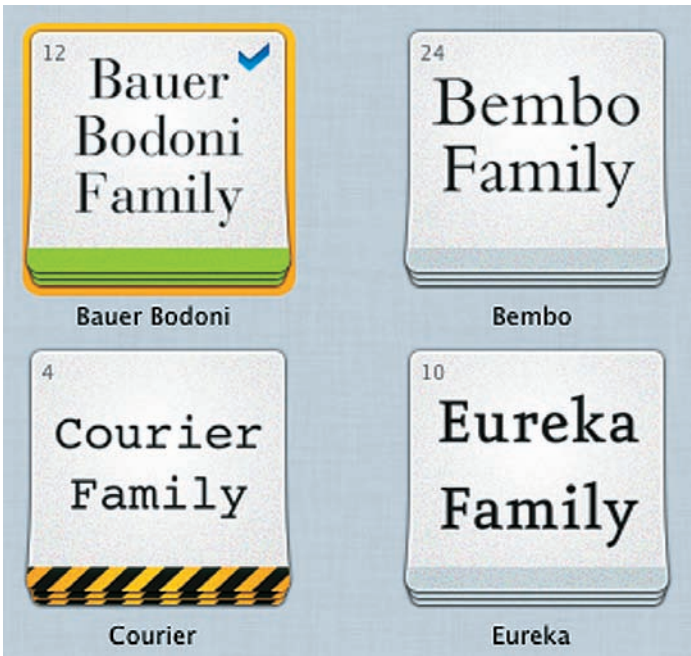 12
Bauer
Bodoni
Family
Bauer Bodoni
24
Bembo
Family
Bembo
4
Courier
Family
Courier
10
Eureka
Family
Eureka